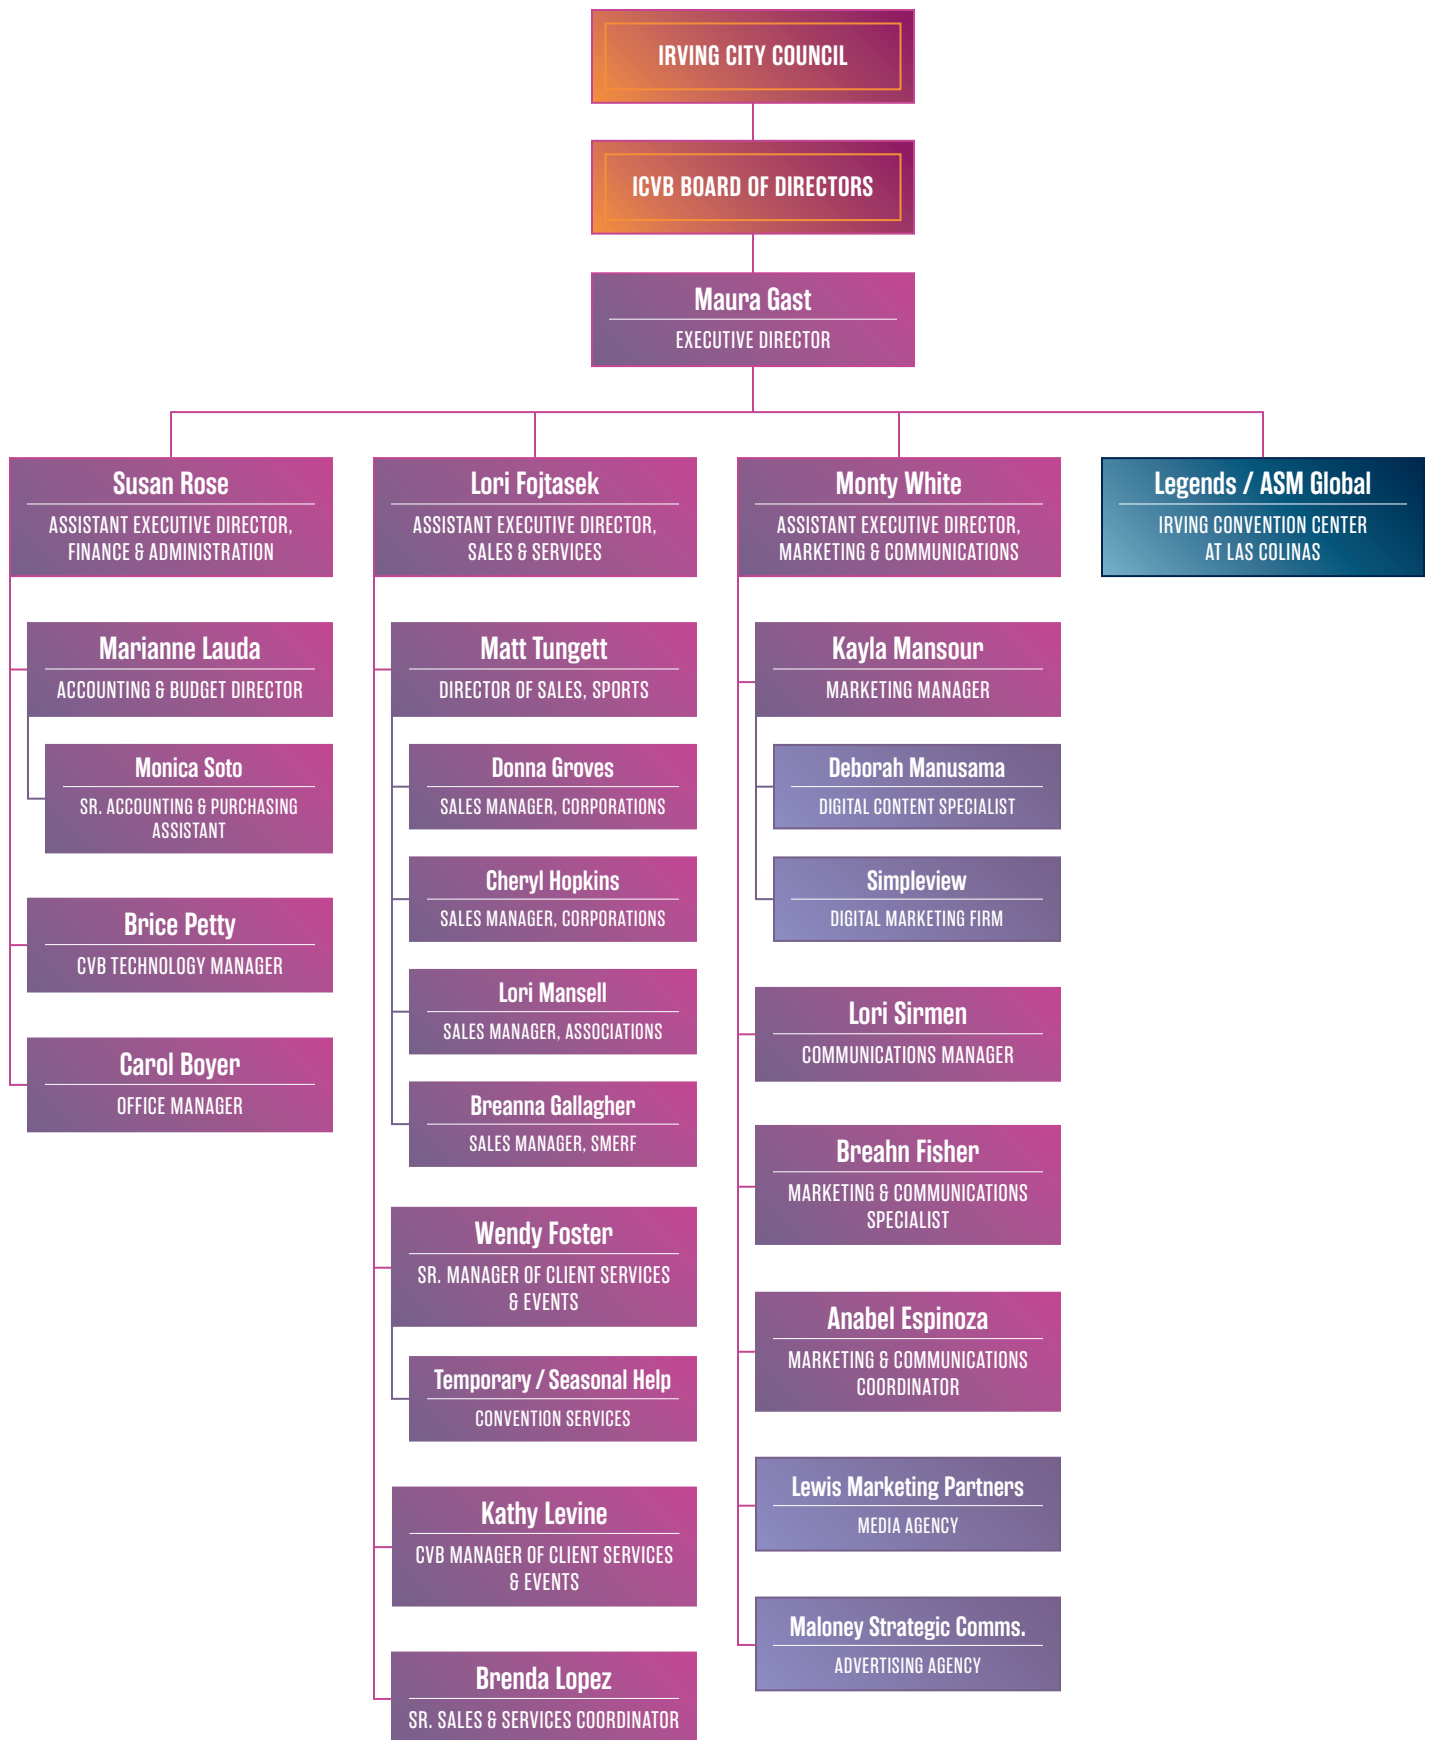 IRVING CITY COUNCIL
ICVB BOARD OF DIRECTORS
Maura Gast
EXECUTIVE DIRECTOR
Susan Rose
ASSISTANT EXECUTIVE DIRECTOR,
FINANCE & ADMINISTRATION
Marianne Lauda
ACCOUNTING & BUDGET DIRECTOR
Monica Soto
SR. ACCOUNTING & PURCHASING
ASSISTANT
Brice Petty
CVB TECHNOLOGY MANAGER
Carol Boyer
OFFICE MANAGER
Lori Fojtasek
ASSISTANT EXECUTIVE DIRECTOR,
SALES & SERVICES
Matt Tungett
DIRECTOR OF SALES, SPORTS
Donna Groves
SALES MANAGER, CORPORATIONS
Cheryl Hopkins
SALES MANAGER, CORPORATIONS
Lori Mansell
SALES MANAGER, ASSOCIATIONS
Breanna Gallagher
SALES MANAGER, SMERF
Wendy Foster
SR. MANAGER OF CLIENT SERVICES
& EVENTS
Temporary / Seasonal Help
CONVENTION SERVICES
Kathy Levine
CVB MANAGER OF CLIENT SERVICES
& EVENTS
Brenda Lopez
SR. SALES & SERVICES COORDINATOR
Monty White
ASSISTANT EXECUTIVE DIRECTOR,
MARKETING & COMMUNICATIONS
Kayla Mansour
MARKETING MANAGER
Deborah Manusama
DIGITAL CONTENT SPECIALIST
Simpleview
DIGITAL MARKETING FIRM
Lori Sirmen
COMMUNICATIONS MANAGER
Breahn Fisher
MARKETING & COMMUNICATIONS
SPECIALIST
Anabel Espinoza
MARKETING & COMMUNICATIONS
COORDINATOR
Lewis Marketing Partners
MEDIA AGENCY
Maloney Strategic Comms.
ADVERTISING AGENCY
Legends / ASM Global
IRVING CONVENTION CENTER
AT LAS COLINAS